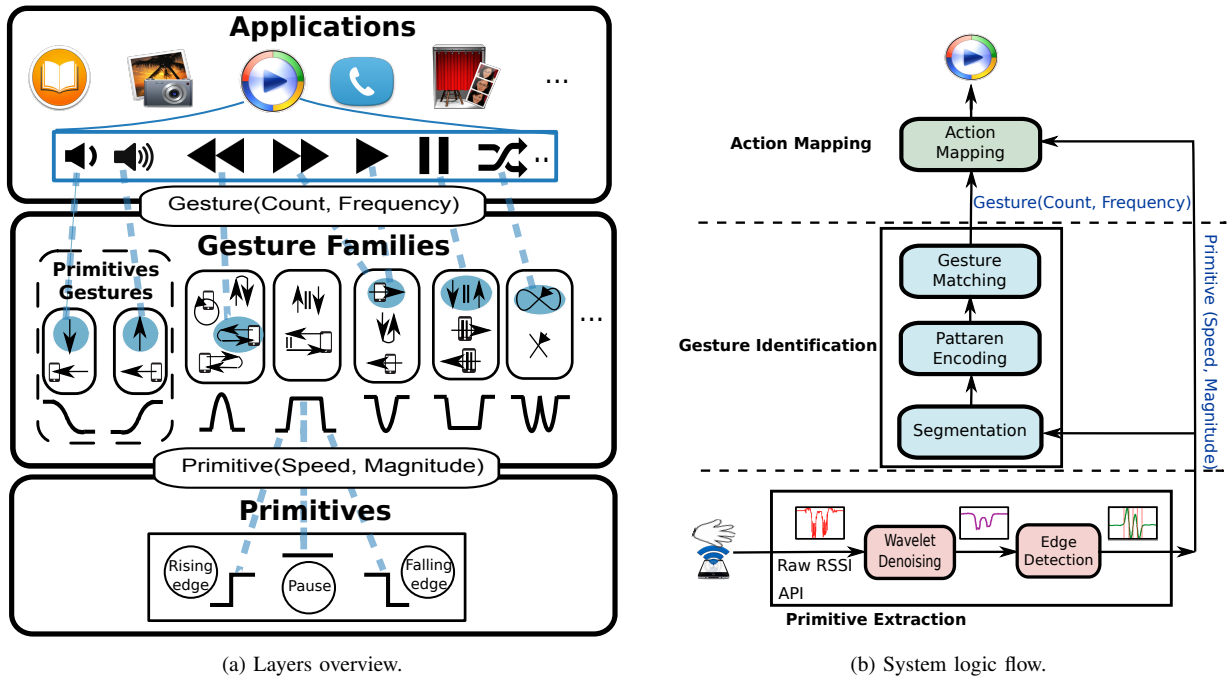 Applications
...
Gesture(Count, Frequency)
Gesture Families
Primitives
Gestures
...
Primitive(Speed, Magnitude)
Primitives
Rising
edge
Pause
Falling
edge
(a) Layers overview.
Action Mapping
Action
Mapping
Gesture(Count, Frequency)
Gesture Identification
Gesture
Matching
Pattaren
Encoding
Segmentation
Primitive (Speed, Magnitude)
Raw RSSI
API
Wavelet
Denoising
Edge
Detection
Primitive Extraction
(b) System logic flow.